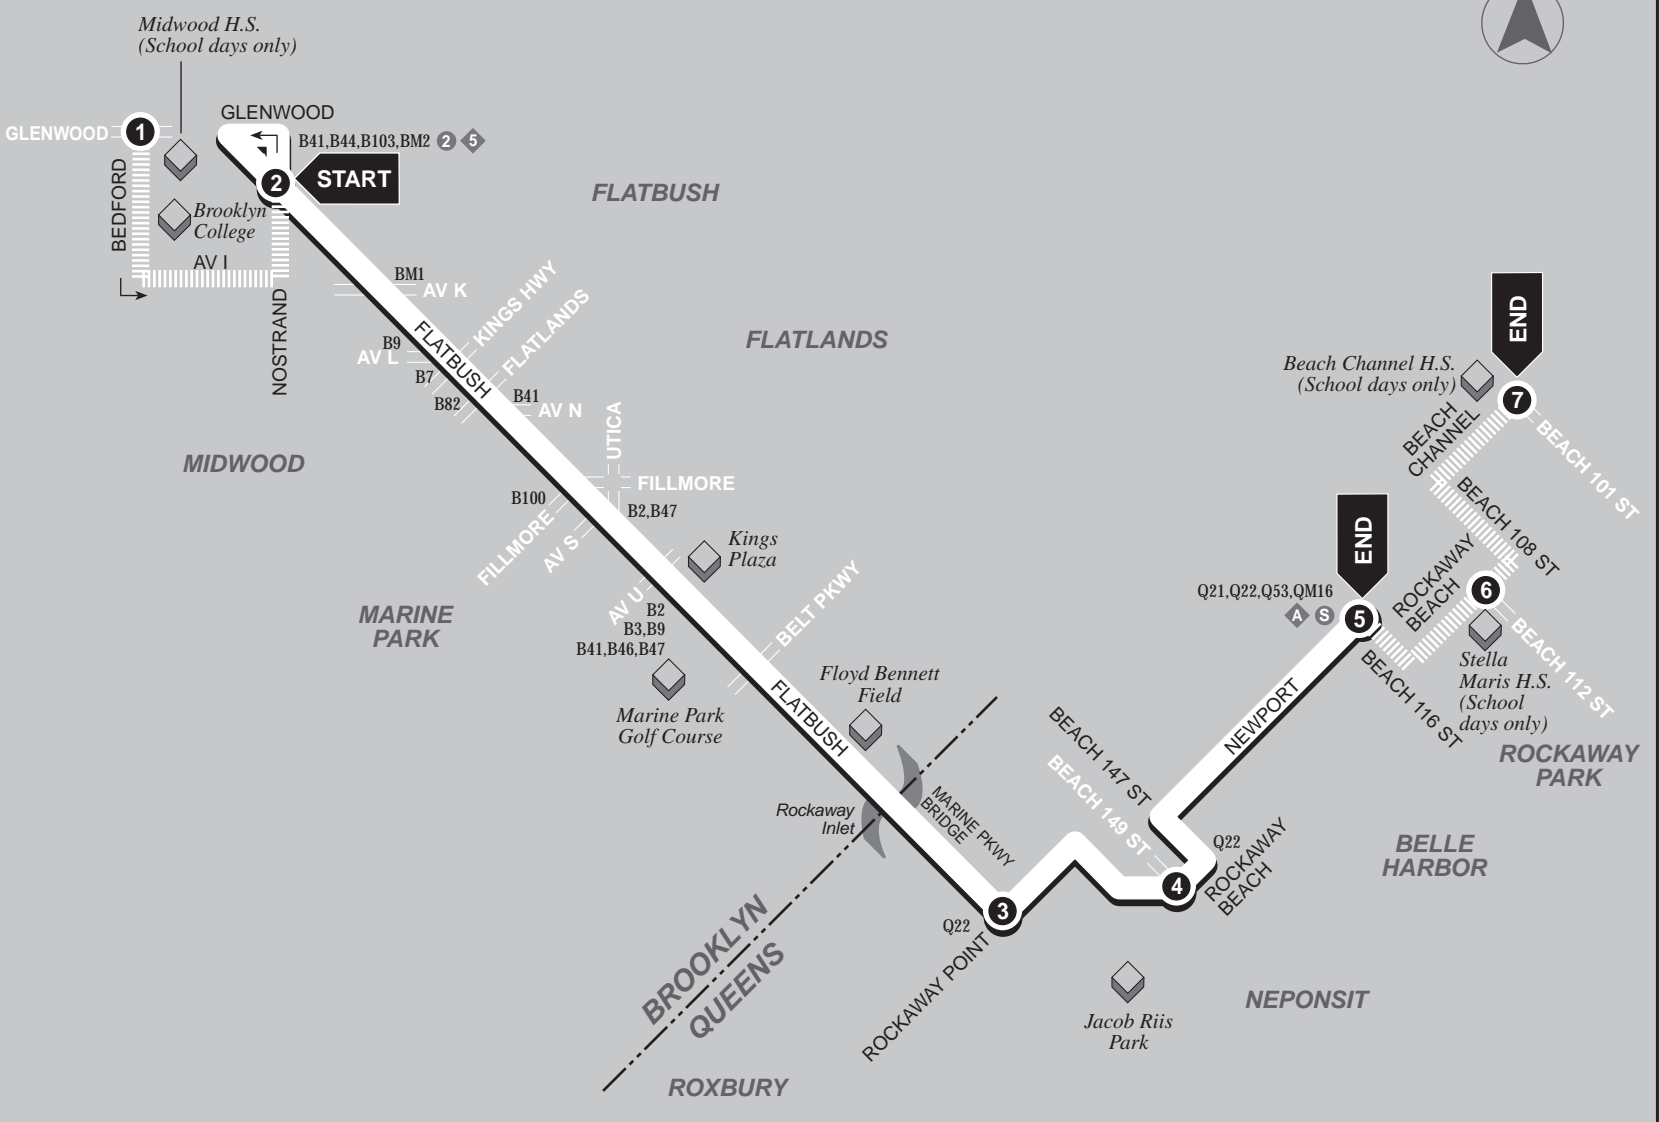 Midwood H.S.
(School days only)
GLENWOOD
1
GLENWOOD
B41,B44,B103,BM2 2 5
2
START
BEDFORD
Brooklyn
College
AV I
NOSTRAND
FLATBUSH
BM1
AV K
KINGS HWY
FLATLANDS
B9
AV L
FLATBUSH
B7
B82
B41
AV N
FLATLANDS
MIDWOOD
UTICA
FILLMORE
B100
B2,B47
FILLMORE
AV S
Kings
Plaza
AV U
B2
B3,B9
B41,B46,B47
MARINE
PARK
BELT PKWY
Marine Park
Golf Course
Floyd Bennett
Field
FLATBUSH
Rockaway
Inlet
MARINE PKWY
BRIDGE
BROOKLYN
QUEENS
3
Q22
ROCKAWAY POINT
ROXBURY
Jacob Riis
Park
NEPONSIT
BEACH 147 ST
BEACH 149 ST
4
Q22
ROCKAWAY
BEACH
BELLE
HARBOR
NEWPORT
END
Q21,Q22,Q53,QM16
A S
5
BEACH 116 ST
ROCKAWAY
BEACH
6
Stella
Maris H.S.
(School
days only)
BEACH 112 ST
ROCKAWAY
PARK
BEACH 108 ST
BEACH
CHANNEL
Beach Channel H.S.
(School days only)
END
7
BEACH 101 ST